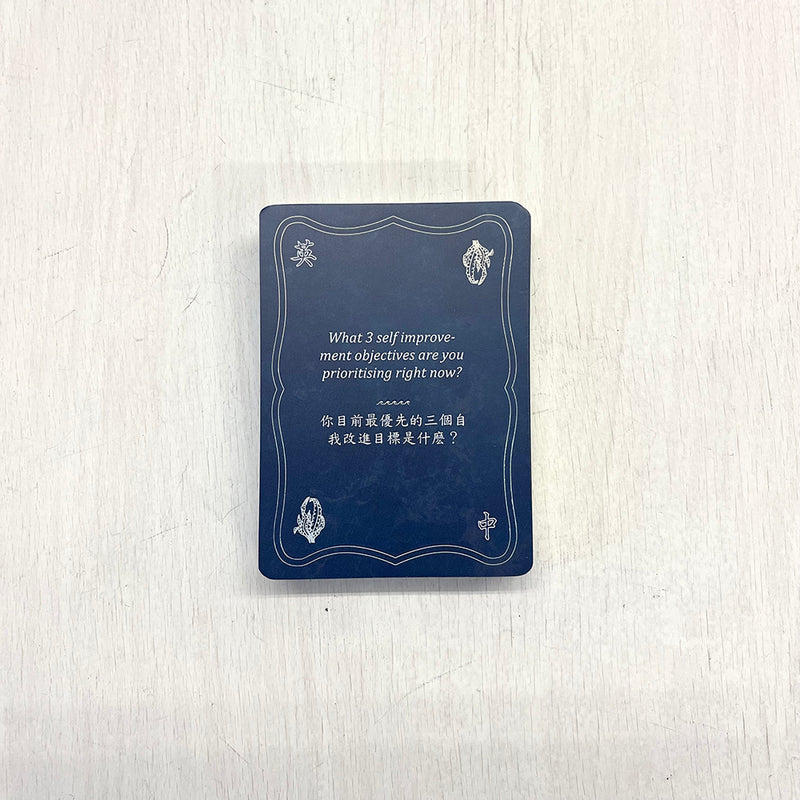 英
What 3 self improve-
ment objectives are you
prioritising right now?
你目前最優先的三個自
我改進目標是什麽？
中